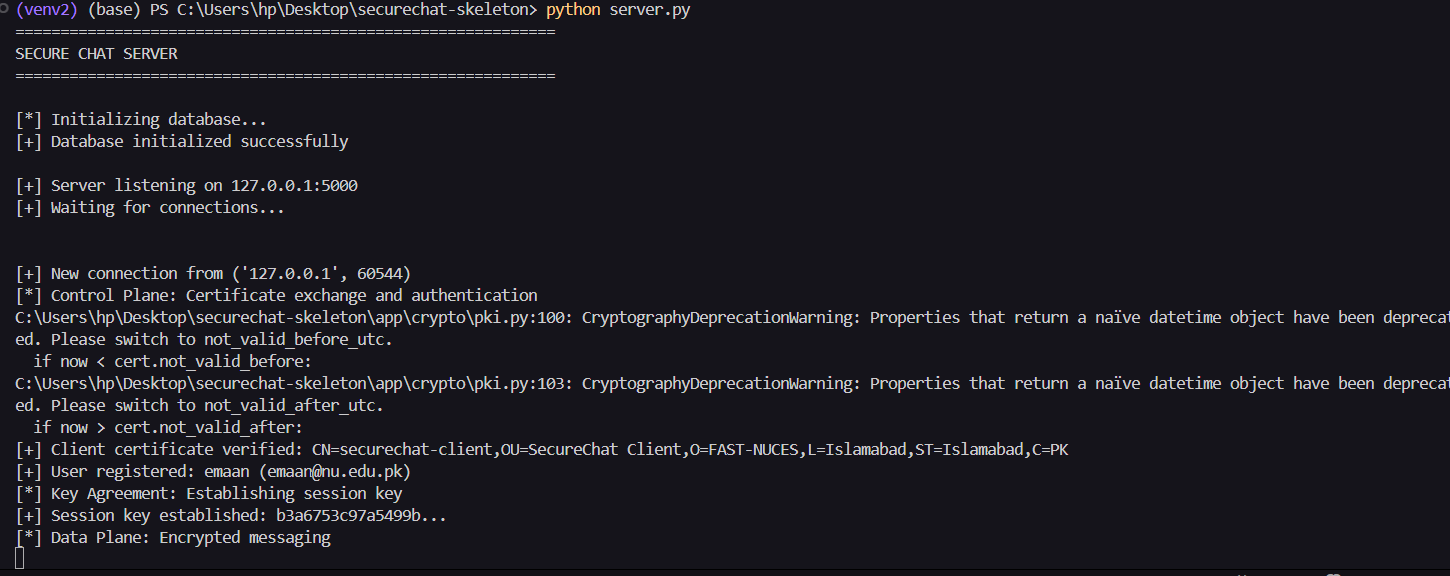 (venv2) (base) PS C:\Users\hp\Desktop\securechat-skeleton> python server.py
============================================================
SECURE CHAT SERVER
============================================================
[*] Initializing database...
[+] Database initialized successfully
[+] Server listening on 127.0.0.1:5000
[+] Waiting for connections...
[+] New connection from ('127.0.0.1', 60544)
[*] Control Plane: Certificate exchange and authentication
C:\Users\hp\Desktop\securechat-skeleton\app\crypto\pki.py:100: CryptographyDeprecationWarning: Properties that return a naïve datetime object have been deprecat
ed. Please switch to not_valid_before_utc.
  if now < cert.not_valid_before:
C:\Users\hp\Desktop\securechat-skeleton\app\crypto\pki.py:103: CryptographyDeprecationWarning: Properties that return a naïve datetime object have been deprecat
ed. Please switch to not_valid_after_utc.
  if now > cert.not_valid_after:
[+] Client certificate verified: CN=securechat-client,OU=SecureChat Client,O=FAST-NUCES,L=Islamabad,ST=Islamabad,C=PK
[+] User registered: emaan (emaan@nu.edu.pk)
[*] Key Agreement: Establishing session key
[+] Session key established: b3a6753c97a5499b...
[*] Data Plane: Encrypted messaging